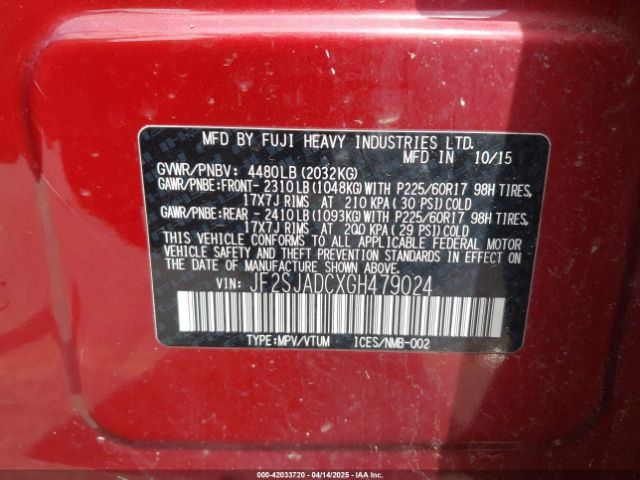 MFD BY FUJI HEAVY INDUSTRIES LTD.
MFD IN 10/15
GVWR/PNBV: 4480LB (2032KG)
GAWR/PNBE:FRONT- 2310LB (1048KG) WITH P225/60R17 98H TIRES,
17X7J RIMS AT 210 KPA (30 PSI) COLD
GAWR/PNBE:REAR - 2410LB (1093KG) WITH P225/60R17 98H TIRES,
17X7J RIMS AT 200 KPA (29 PSI) COLD
THIS VEHICLE CONFORMS TO ALL APPLICABLE FEDERAL MOTOR
VEHICLE SAFETY AND THEFT PREVENTION STANDARDS IN EFFECT ON
THE DATE OF MANUFACTURE SHOWN ABOVE.
VIN: JF2SJADCXGH479024
TYPE:MPV/VTUM ICES/NMB-002
000-42033720 04/14/2025 IAA Inc.